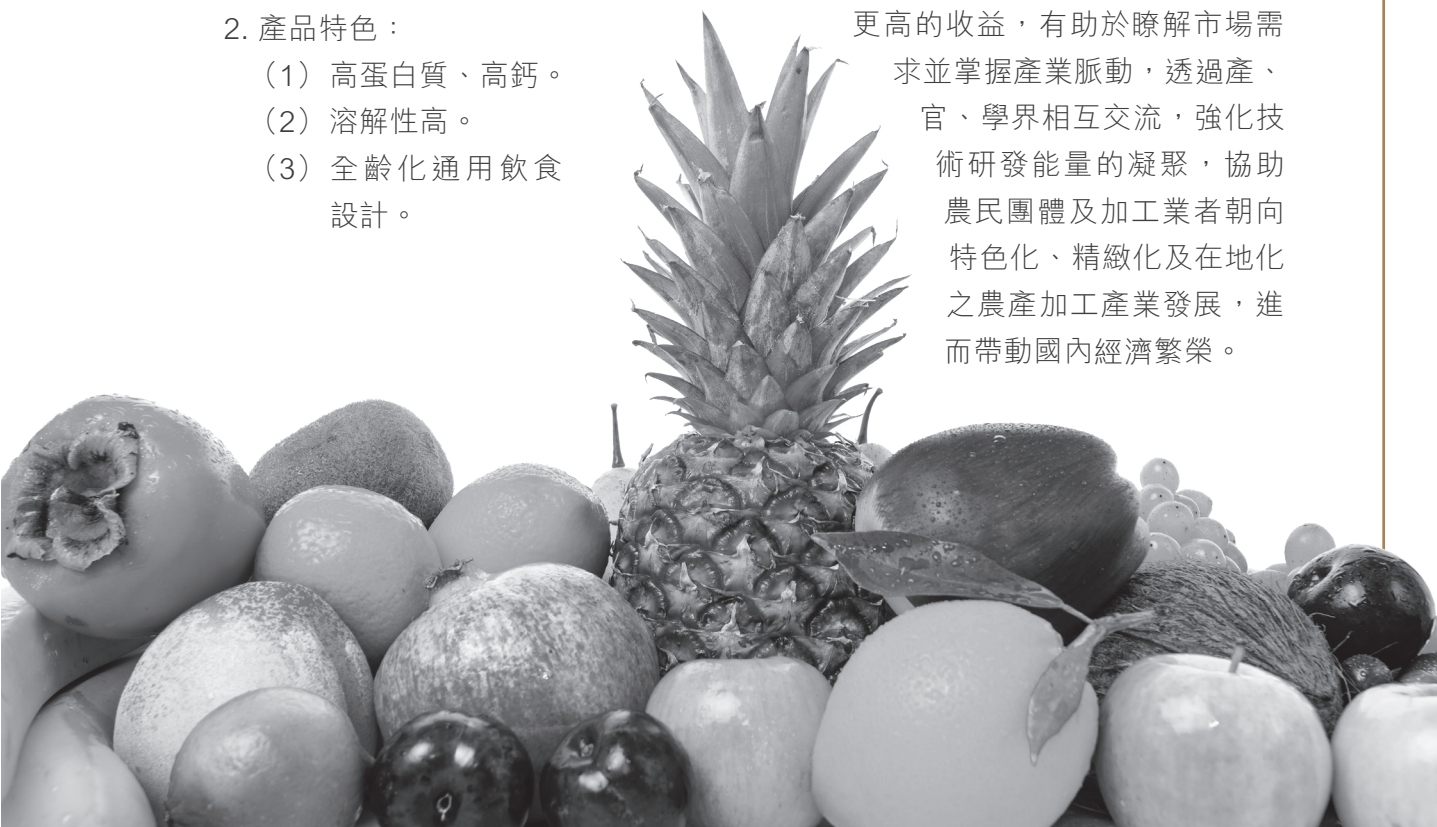 2. 產品特色：
（1）高蛋白質、高鈣。
（2）溶解性高。
（3）全齡化通用飲食
設計。
更高的收益，有助於瞭解市場需
求並掌握產業脈動，透過產、
官、學界相互交流，強化技
術研發能量的凝聚，協助
農民團體及加工業者朝向
特色化、精緻化及在地化
之農產加工產業發展，進
而帶動國內經濟繁榮。